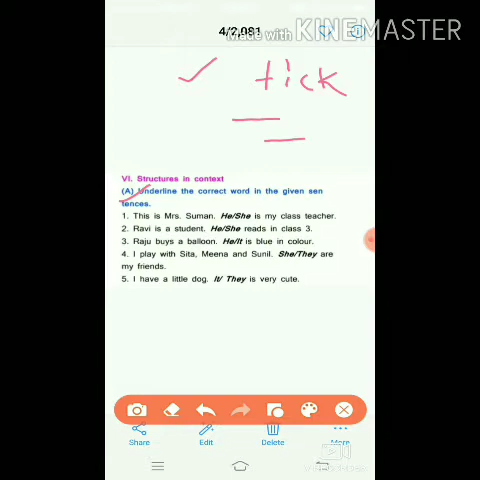 4/2,081
Made with KINEMASTER
tick
VI. Structures in context
(A) Underline the correct word in the given sen
tences.
1. This is Mrs. Suman. He/She is my class teacher.
2. Ravi is a student. He/She reads in class 3.
3. Raju buys a balloon. He/It is blue in colour.
4. I play with Sita, Meena and Sunil. She/They are
my friends.
5. I have a little dog. It/ They is very cute.
Share Edit Delete More